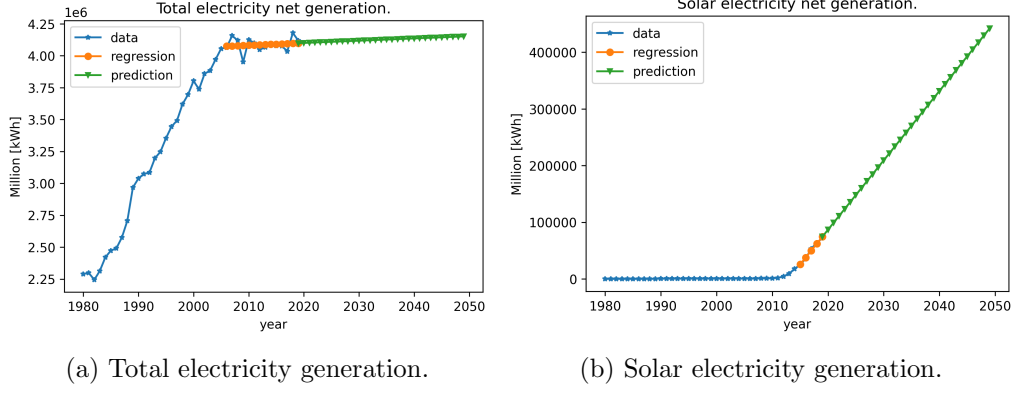 Total electricity net generation.
1e6
4.25
4.00
3.75
3.50
3.25
3.00
2.75
2.50
2.25
Million [kWh]
data
regression
prediction
1980 1990 2000 2010 2020 2030 2040 2050
year
(a) Total electricity generation.
Solar electricity net generation.
400000
300000
200000
100000
0
Million [kWh]
data
regression
prediction
1980 1990 2000 2010 2020 2030 2040 2050
year
(b) Solar electricity generation.